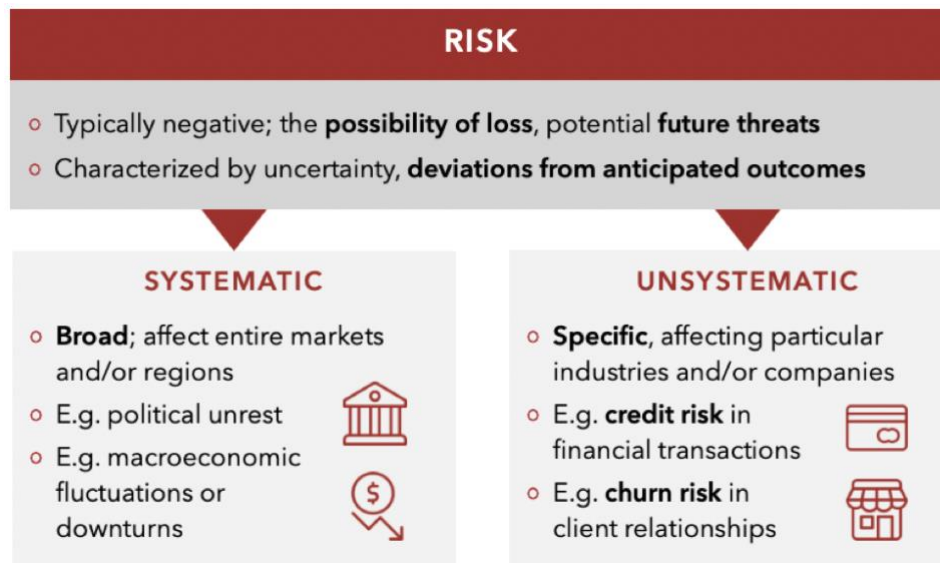 RISK
Typically negative; the possibility of loss, potential future threats
Characterized by uncertainty, deviations from anticipated outcomes
SYSTEMATIC
Broad; affect entire markets
and/or regions
E.g. political unrest
E.g. macroeconomic
fluctuations or
downturns
$
UNSYSTEMATIC
Specific, affecting particular
industries and/or companies
E.g. credit risk in
financial transactions
E.g. churn risk in
client relationships